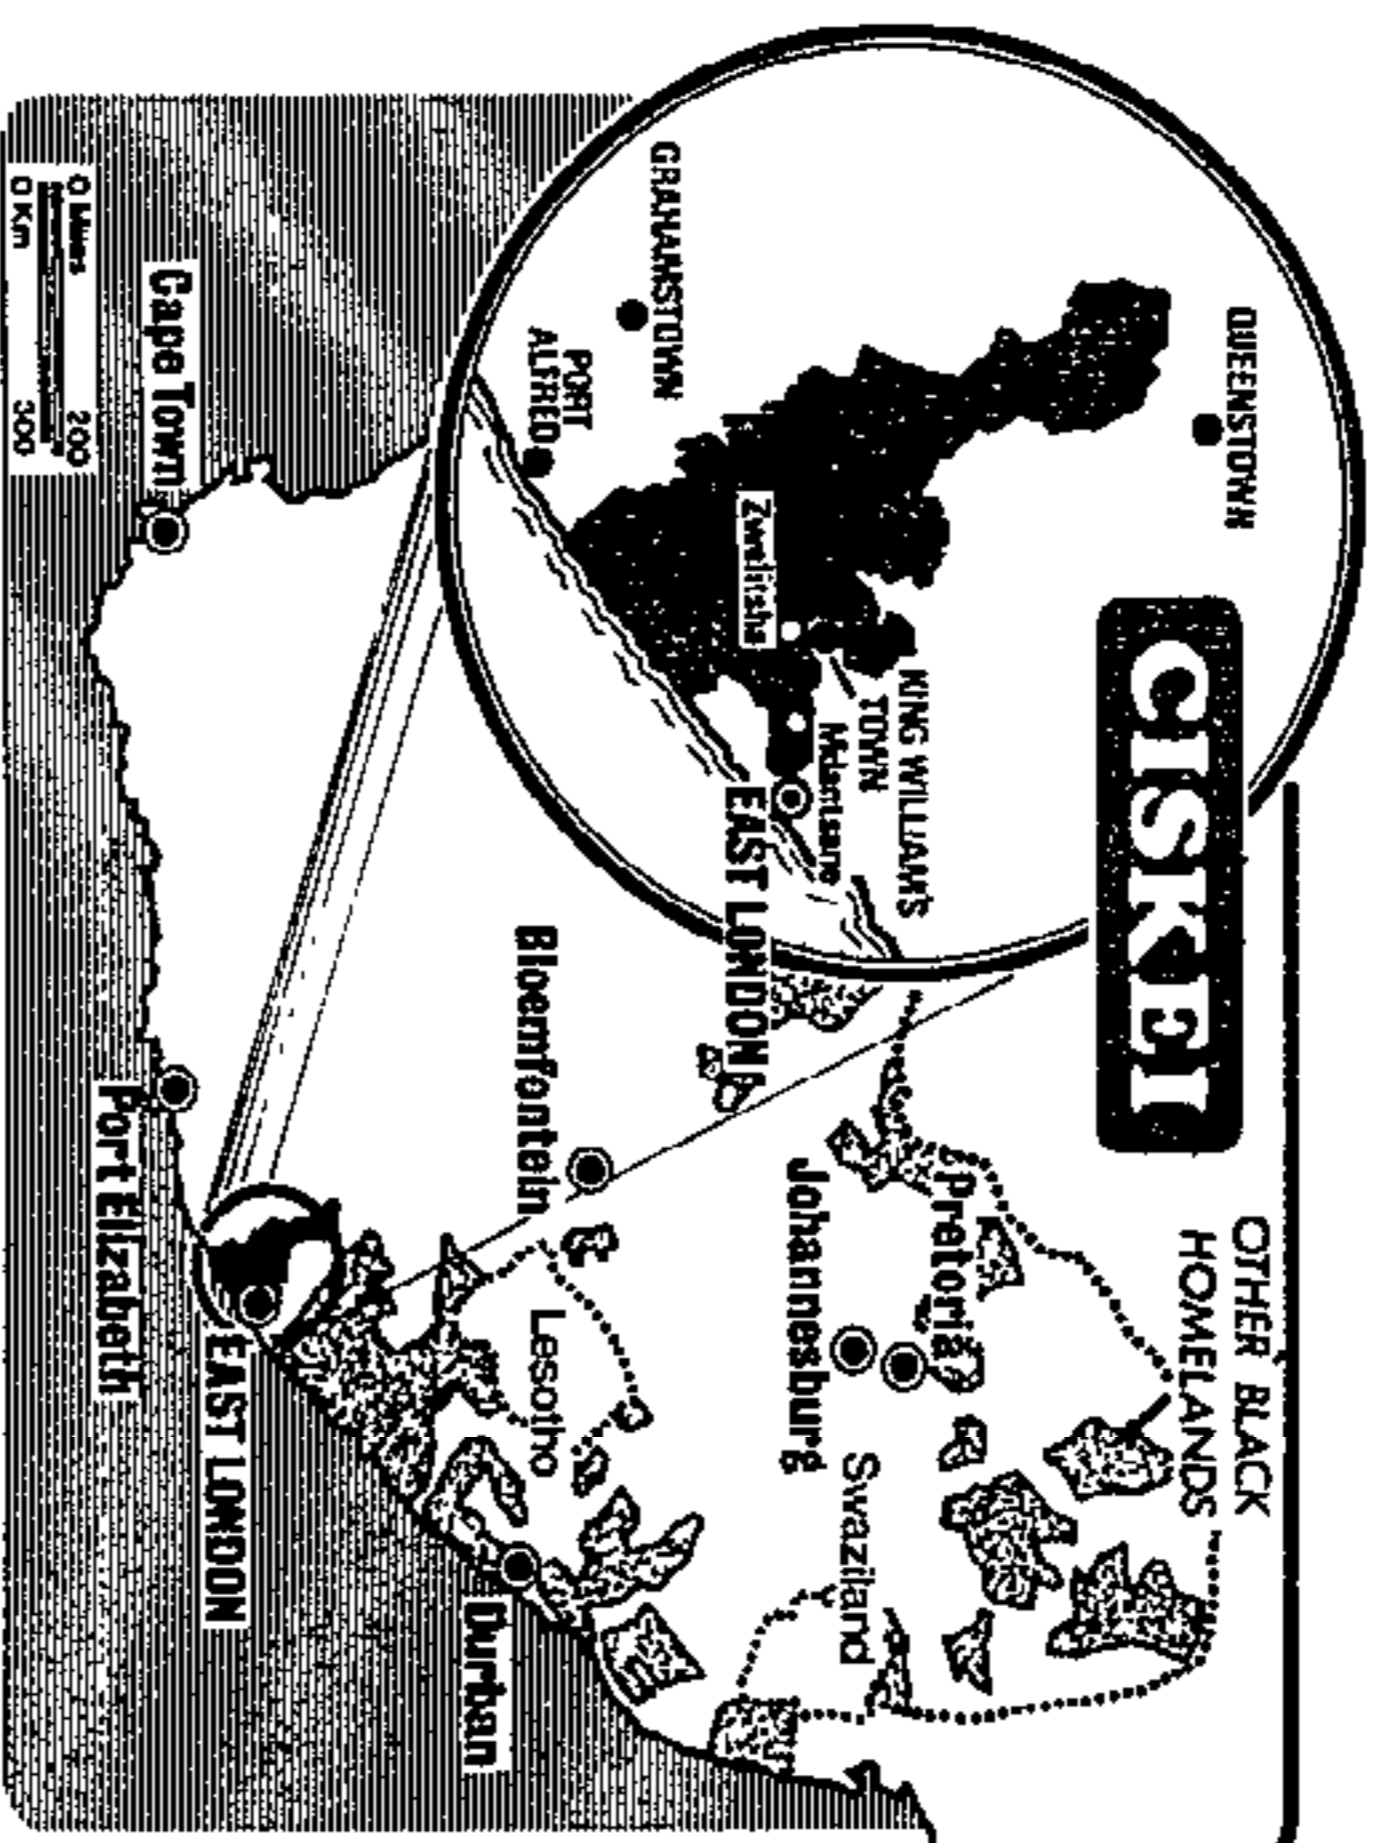 CISKEI
OTHER BLACK
HOMELANDS
QUEENSTOWN
GRAHAMSTOWN
PORT
ALFRED
Zwelitsha
KING WILLIAM'S
TOWN
Mdantsane
EAST LONDON
Pretoria
Johannesburg
Swaziland
Bloemfontein
Lesotho
Durban
EAST LONDON
Port Elizabeth
Cape Town
0 Miles 200
0 Km 300